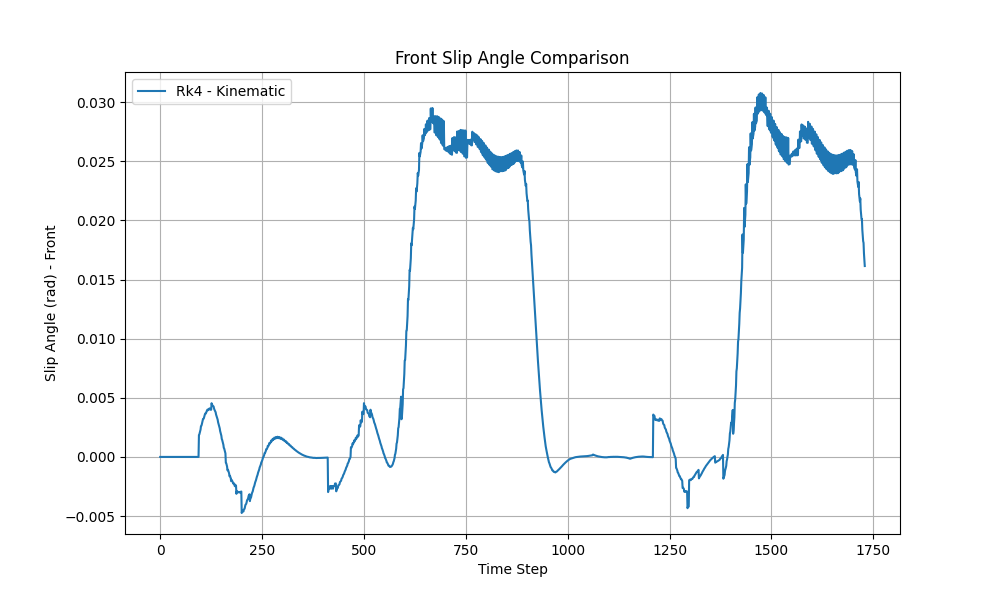 Front Slip Angle Comparison
Rk4 - Kinematic
0.030
0.025
0.020
0.015
0.010
0.005
0.000
−0.005
Slip Angle (rad) - Front
0 250 500 750 1000 1250 1500 1750
Time Step